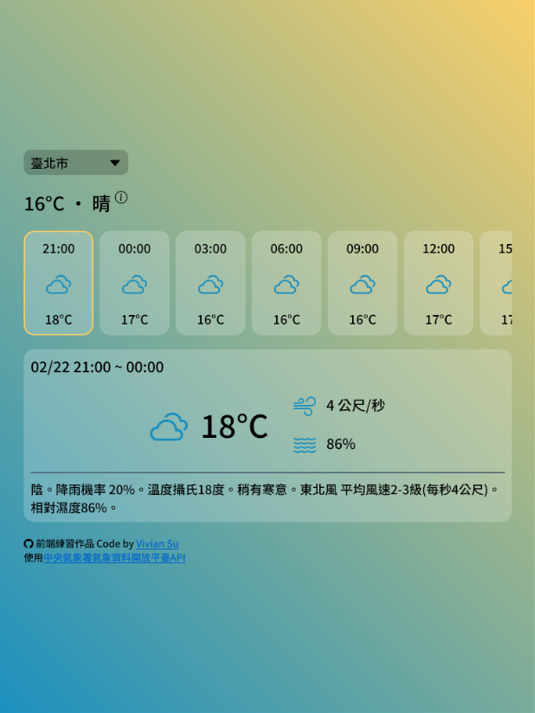 臺北市
16°C ・ 晴 ⓘ
21:00 00:00 03:00 06:00 09:00 12:00
18°C 17°C 16°C 16°C 16°C 17°C
02/22 21:00 ~ 00:00
4 公尺/秒
18°C
86%
陰。降雨機率 20%。溫度攝氏18度。稍有寒意。東北風 平均風速2-3級(每秒4公尺)。
相對濕度86%。
前端練習作品 Code by Vivian Su
使用中央氣象署氣象資料開放平臺API